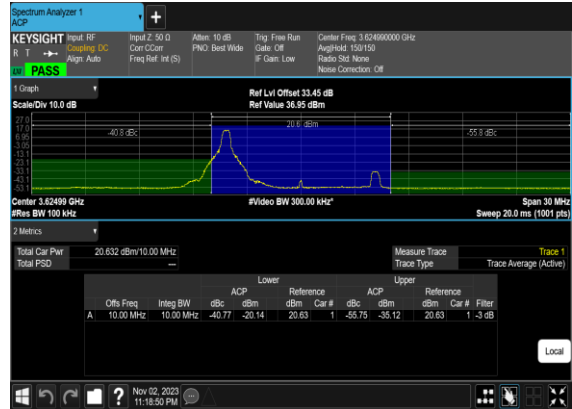 Spectrum Analyzer 1
ACP
+
KEYSIGHT Input: RF Input Z: 50 Ω Atten: 10 dB Trig: Free Run Center Freq: 3.624990000 GHz
R T Coupling: DC Corr CCorr PNO: Best Wide Gate: Off Avg|Hold: 150/150
Align: Auto Freq Ref: Int (S) IF Gain: Low Radio Std: None
LXI PASS Noise Correction: Off
1 Graph Ref Lvl Offset 33.45 dB
Scale/Div 10.0 dB Ref Value 36.95 dBm
27.0
17.0 -40.8 dBc 20.6 dBm -55.8 dBc
6.95
-3.05
-13.1
-23.1
-33.1
-43.1
-53.1
Center 3.62499 GHz #Video BW 300.00 kHz* Span 30 MHz
#Res BW 100 kHz Sweep 20.0 ms (1001 pts)
2 Metrics
Total Car Pwr 20.632 dBm/10.00 MHz Measure Trace Trace 1
Total PSD --- Trace Type Trace Average (Active)
Lower Upper
ACP Reference ACP Reference
Offs Freq Integ BW dBc dBm dBm Car # dBc dBm dBm Car # Filter
A 10.00 MHz 10.00 MHz -40.77 -20.14 20.63 1 -55.75 -35.12 20.63 1 -3 dB
Local
? Nov 02, 2023
11:18:50 PM